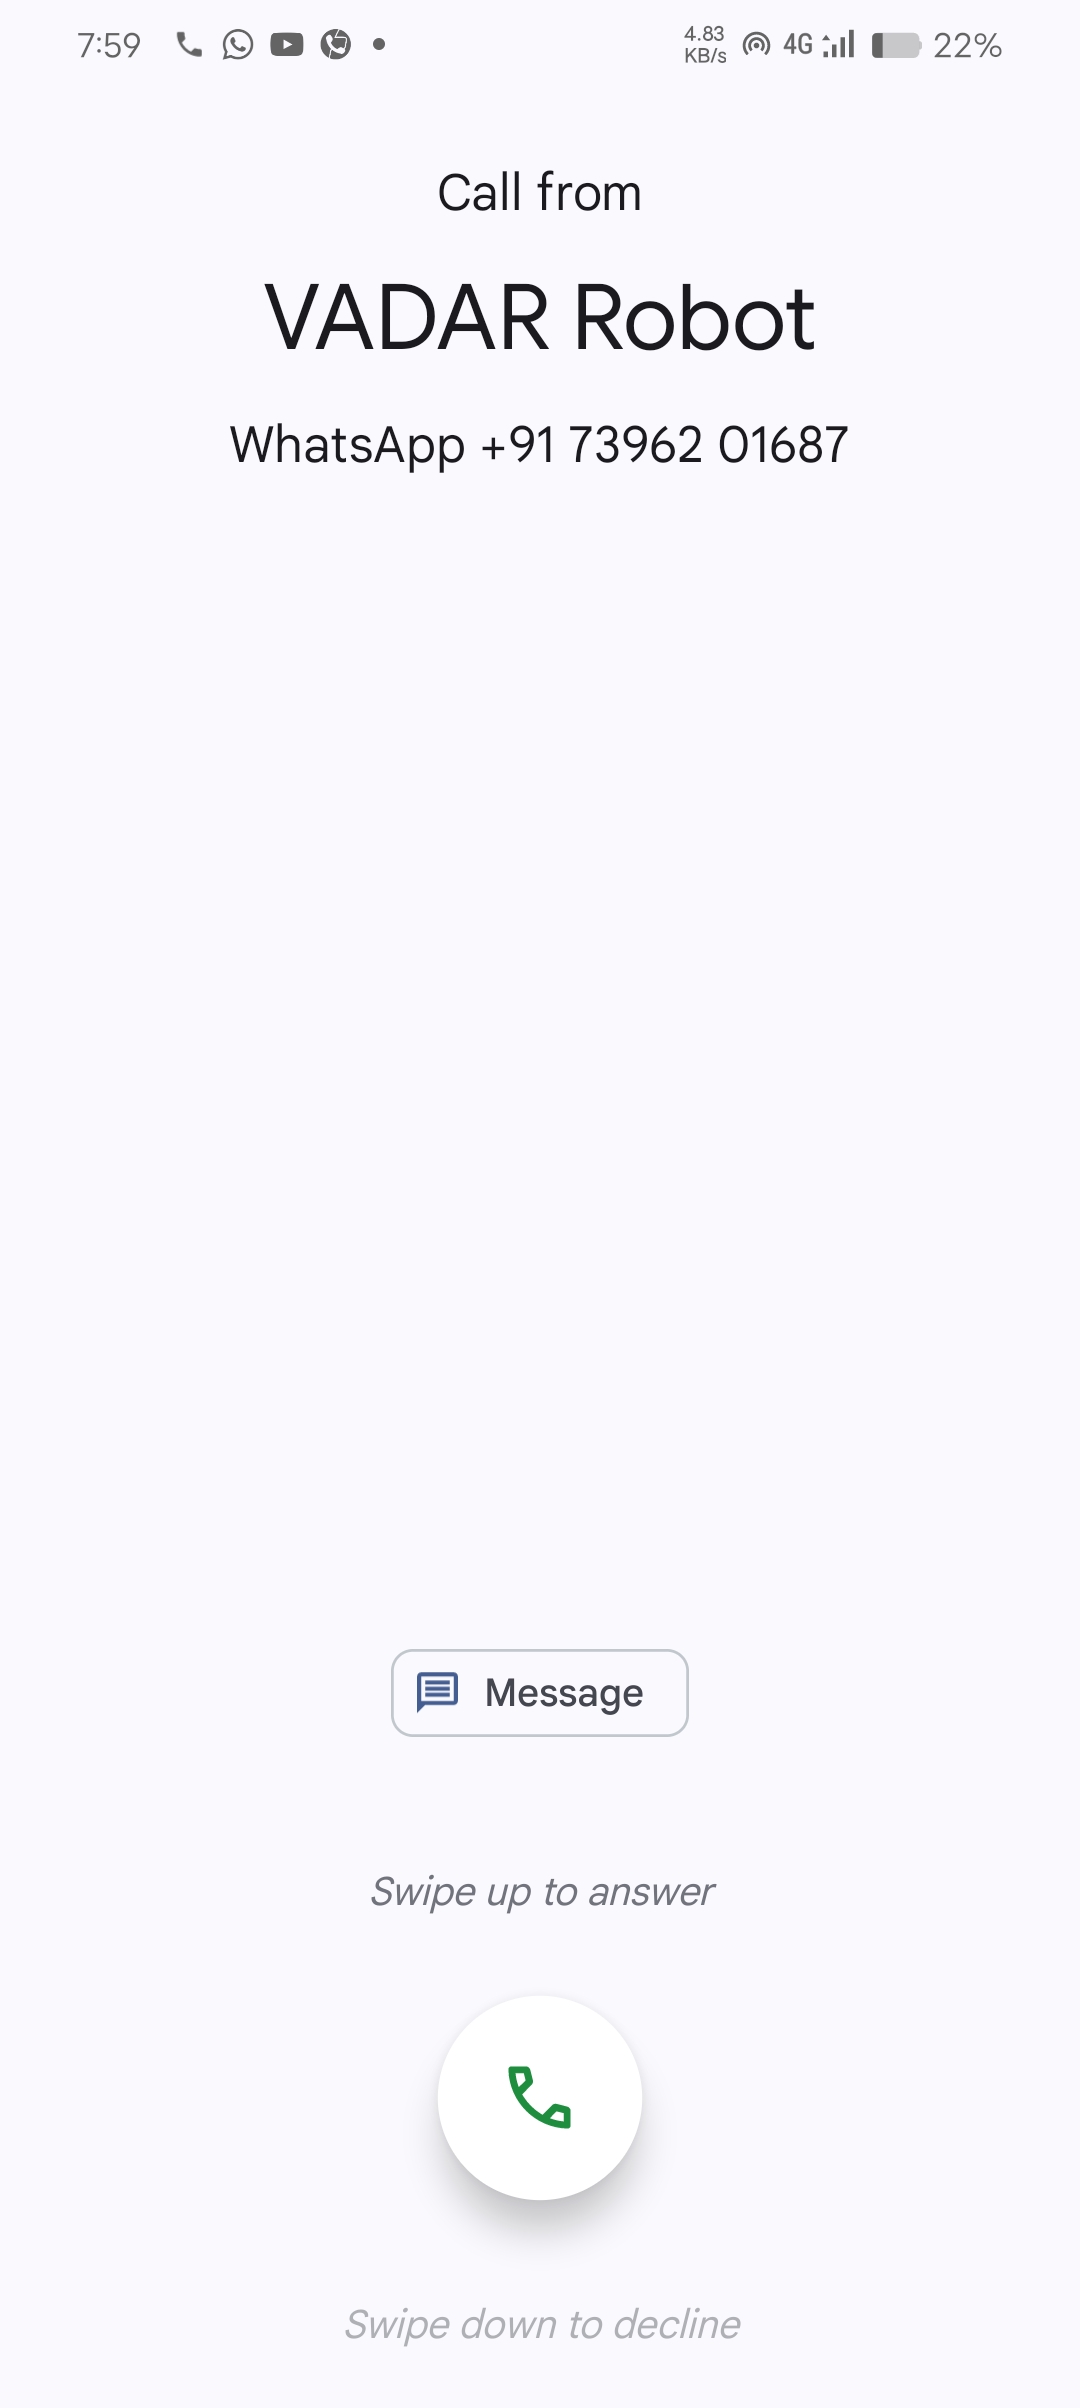 7:59
4.83
KB/s
4G
22%
Call from
VADAR Robot
WhatsApp +91 73962 01687
Message
Swipe up to answer
Swipe down to decline